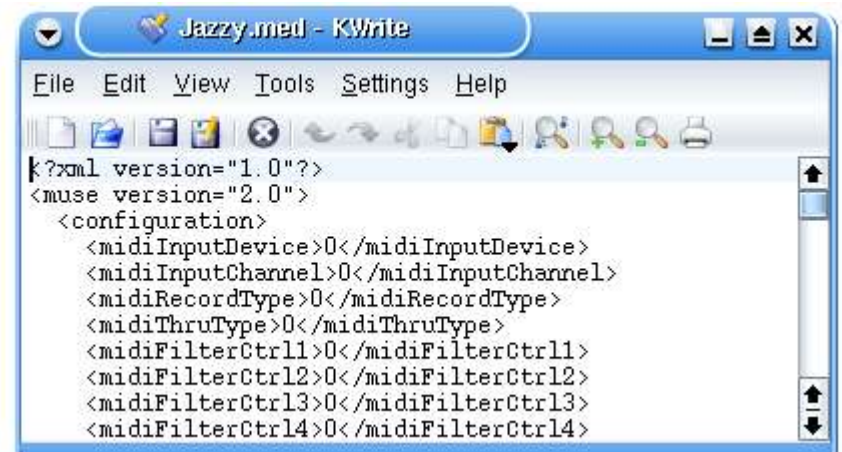 Jazzy.med - KWrite
File Edit View Tools Settings Help
<?xml version="1.0"?>
<muse version="2.0">
  <configuration>
    <midiInputDevice>0</midiInputDevice>
    <midiInputChannel>0</midiInputChannel>
    <midiRecordType>0</midiRecordType>
    <midiThruType>0</midiThruType>
    <midiFilterCtrl1>0</midiFilterCtrl1>
    <midiFilterCtrl2>0</midiFilterCtrl2>
    <midiFilterCtrl3>0</midiFilterCtrl3>
    <midiFilterCtrl4>0</midiFilterCtrl4>